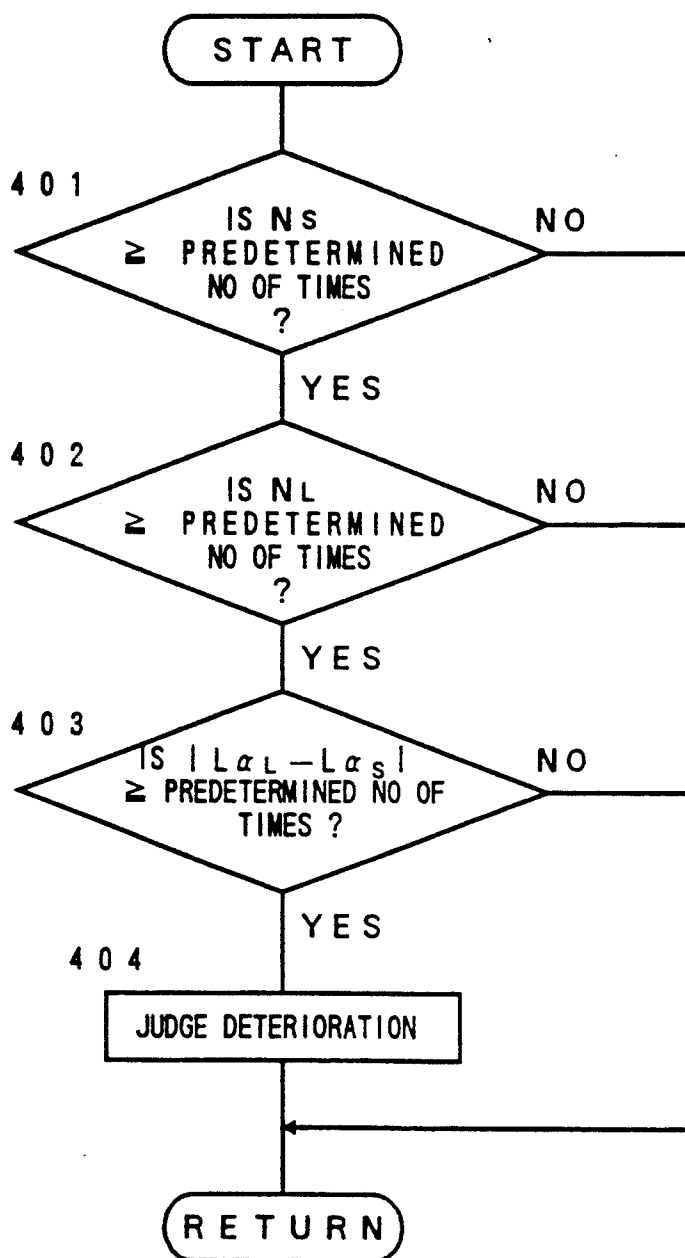 START
401
IS Ns
≧ PREDETERMINED
NO OF TIMES
?
NO
YES
402
IS NL
≧ PREDETERMINED
NO OF TIMES
?
NO
YES
403
IS |LαL−LαS|
≧ PREDETERMINED NO OF
TIMES ?
NO
YES
404
JUDGE DETERIORATION
RETURN